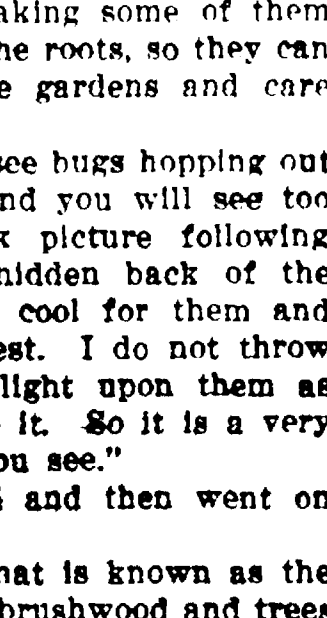 aking some of them
he roots, so they can
e gardens and care
see bugs hopping out
nd you will see too
k picture following
hidden back of the
cool for them and
est. I do not throw
light upon them as
it. So it is a very
ou see."
and then went on
hat is known as the
brushwood and trees